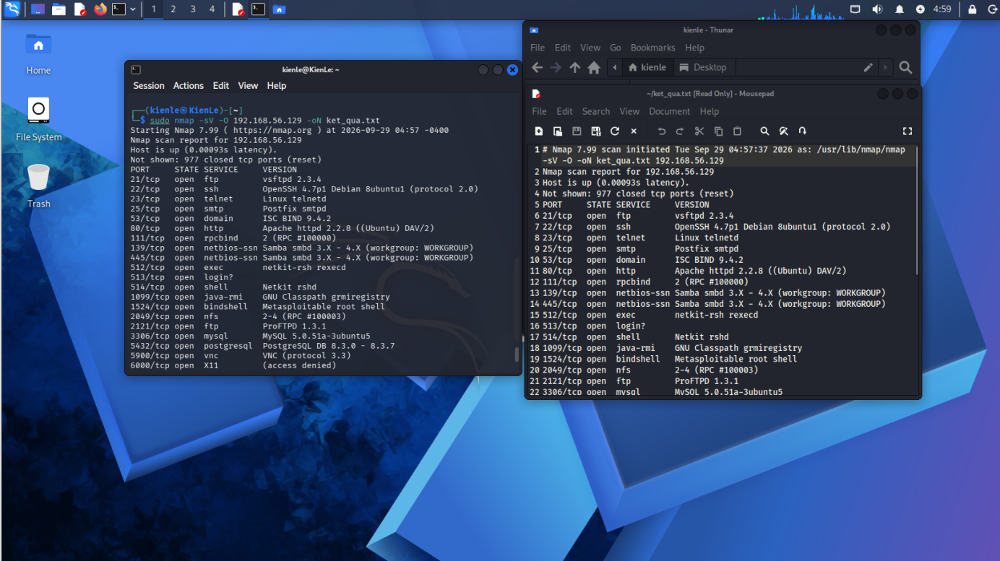 1 2 3 4
4:59
Home
File System
Trash
kienle@KienLe: ~
Session Actions Edit View Help
┌──(kienle㉿KienLe)-[~]
└─$ sudo nmap -sV -O 192.168.56.129 -oN ket_qua.txt
Starting Nmap 7.99 ( https://nmap.org ) at 2026-09-29 04:57 -0400
Nmap scan report for 192.168.56.129
Host is up (0.00093s latency).
Not shown: 977 closed tcp ports (reset)
PORT STATE SERVICE VERSION
21/tcp open ftp vsftpd 2.3.4
22/tcp open ssh OpenSSH 4.7p1 Debian 8ubuntu1 (protocol 2.0)
23/tcp open telnet Linux telnetd
25/tcp open smtp Postfix smtpd
53/tcp open domain ISC BIND 9.4.2
80/tcp open http Apache httpd 2.2.8 ((Ubuntu) DAV/2)
111/tcp open rpcbind 2 (RPC #100000)
139/tcp open netbios-ssn Samba smbd 3.X - 4.X (workgroup: WORKGROUP)
445/tcp open netbios-ssn Samba smbd 3.X - 4.X (workgroup: WORKGROUP)
512/tcp open exec netkit-rsh rexecd
513/tcp open login?
514/tcp open shell Netkit rshd
1099/tcp open java-rmi GNU Classpath grmiregistry
1524/tcp open bindshell Metasploitable root shell
2049/tcp open nfs 2-4 (RPC #100003)
2121/tcp open ftp ProFTPD 1.3.1
3306/tcp open mysql MySQL 5.0.51a-3ubuntu5
5432/tcp open postgresql PostgreSQL DB 8.3.0 - 8.3.7
5900/tcp open vnc VNC (protocol 3.3)
6000/tcp open X11 (access denied)
kienle - Thunar
File Edit View Go Bookmarks Help
kienle Desktop
~/ket_qua.txt [Read Only] - Mousepad
File Edit Search View Document Help
1 # Nmap 7.99 scan initiated Tue Sep 29 04:57:37 2026 as: /usr/lib/nmap/nmap
-sV -O -oN ket_qua.txt 192.168.56.129
2 Nmap scan report for 192.168.56.129
3 Host is up (0.00093s latency).
4 Not shown: 977 closed tcp ports (reset)
5 PORT STATE SERVICE VERSION
6 21/tcp open ftp vsftpd 2.3.4
7 22/tcp open ssh OpenSSH 4.7p1 Debian 8ubuntu1 (protocol 2.0)
8 23/tcp open telnet Linux telnetd
9 25/tcp open smtp Postfix smtpd
10 53/tcp open domain ISC BIND 9.4.2
11 80/tcp open http Apache httpd 2.2.8 ((Ubuntu) DAV/2)
12 111/tcp open rpcbind 2 (RPC #100000)
13 139/tcp open netbios-ssn Samba smbd 3.X - 4.X (workgroup: WORKGROUP)
14 445/tcp open netbios-ssn Samba smbd 3.X - 4.X (workgroup: WORKGROUP)
15 512/tcp open exec netkit-rsh rexecd
16 513/tcp open login?
17 514/tcp open shell Netkit rshd
18 1099/tcp open java-rmi GNU Classpath grmiregistry
19 1524/tcp open bindshell Metasploitable root shell
20 2049/tcp open nfs 2-4 (RPC #100003)
21 2121/tcp open ftp ProFTPD 1.3.1
22 3306/tcp open mysql MySQL 5.0.51a-3ubuntu5